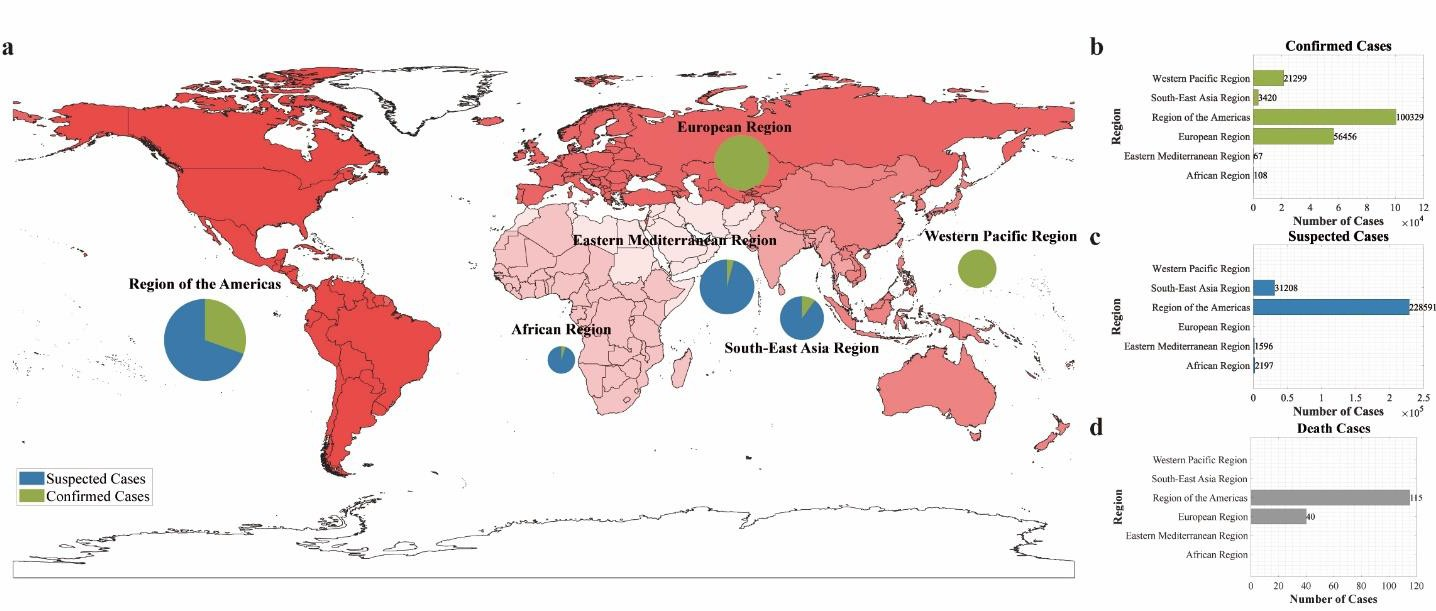 a
European Region
Eastern Mediterranean Region
Western Pacific Region
Region of the Americas
African Region
South-East Asia Region
Suspected Cases
Confirmed Cases
b
Confirmed Cases
Region
Western Pacific Region 21299
South-East Asia Region 3420
Region of the Americas 100329
European Region 56456
Eastern Mediterranean Region 67
African Region 108
0 2 4 6 8 10 12
Number of Cases ×10⁴
c
Suspected Cases
Region
Western Pacific Region
South-East Asia Region 31208
Region of the Americas 228591
European Region
Eastern Mediterranean Region 1596
African Region 2197
0 0.5 1 1.5 2 2.5
Number of Cases ×10⁵
d
Death Cases
Region
Western Pacific Region
South-East Asia Region
Region of the Americas 115
European Region 40
Eastern Mediterranean Region
African Region
0 20 40 60 80 100 120
Number of Cases